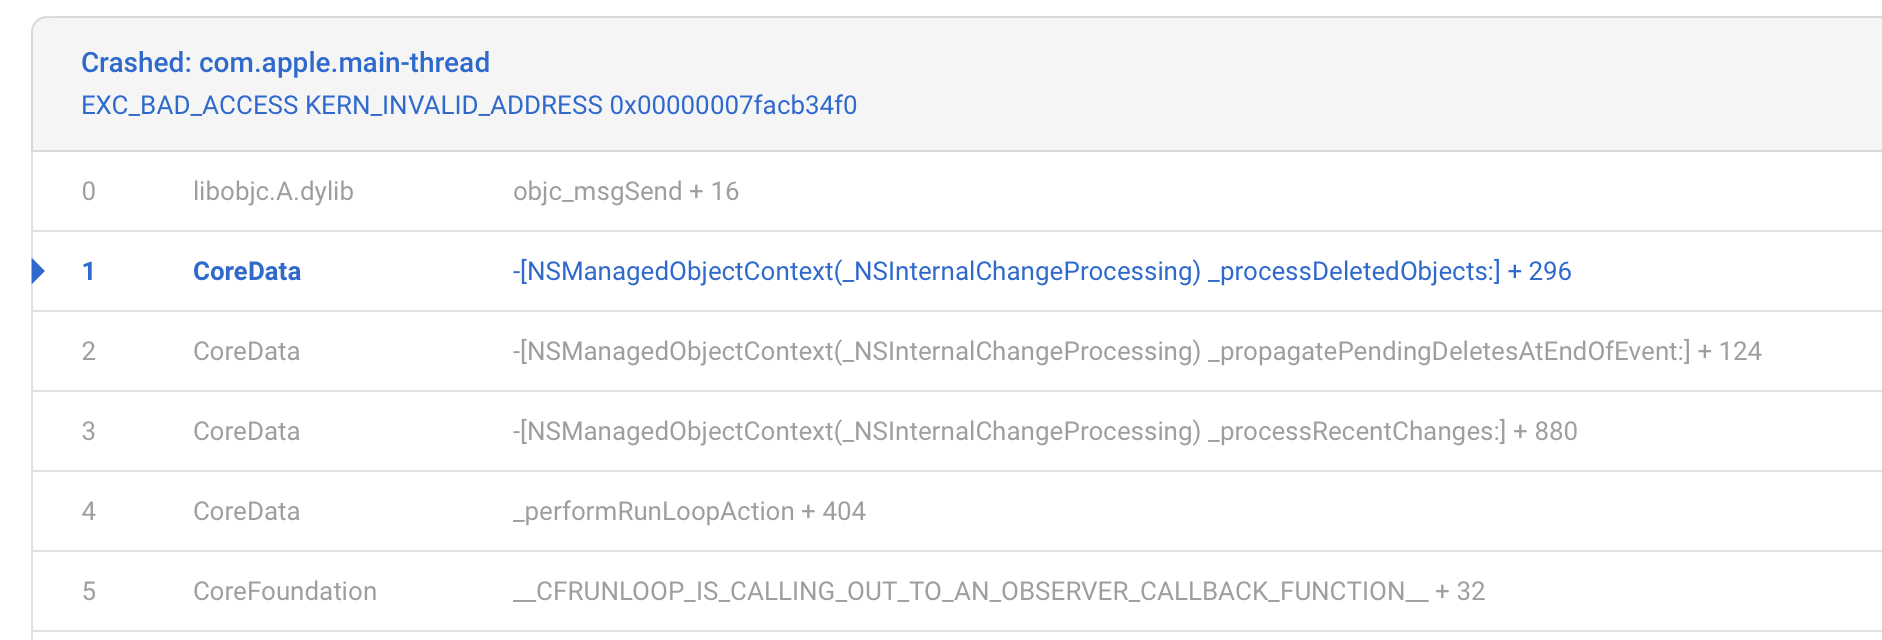 Crashed: com.apple.main-thread
EXC_BAD_ACCESS KERN_INVALID_ADDRESS 0x00000007facb34f0
0 libobjc.A.dylib objc_msgSend + 16
1 CoreData -[NSManagedObjectContext(_NSInternalChangeProcessing) _processDeletedObjects:] + 296
2 CoreData -[NSManagedObjectContext(_NSInternalChangeProcessing) _propagatePendingDeletesAtEndOfEvent:] + 124
3 CoreData -[NSManagedObjectContext(_NSInternalChangeProcessing) _processRecentChanges:] + 880
4 CoreData _performRunLoopAction + 404
5 CoreFoundation __CFRUNLOOP_IS_CALLING_OUT_TO_AN_OBSERVER_CALLBACK_FUNCTION__ + 32